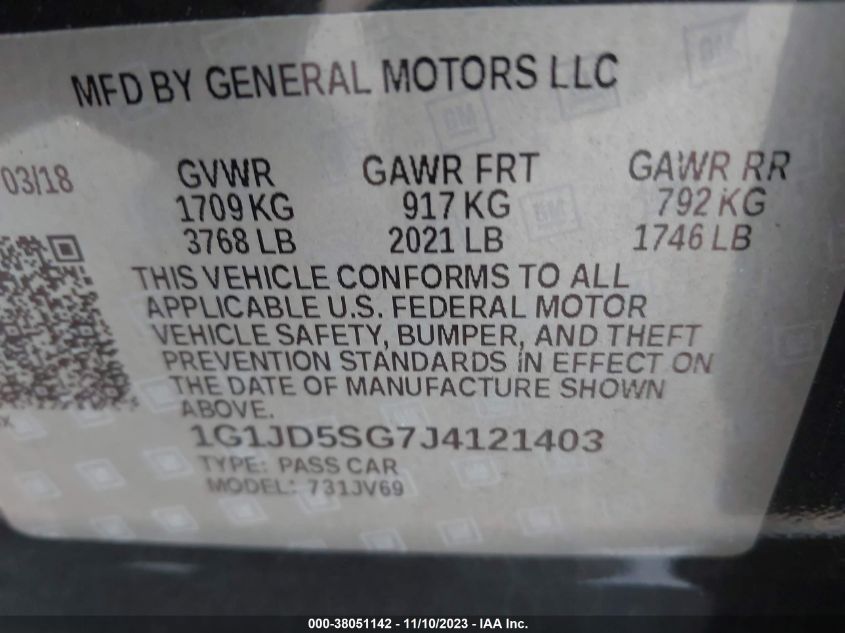 MFD BY GENERAL MOTORS LLC
03/18 GVWR GAWR FRT GAWR RR
1709 KG 917 KG 792 KG
3768 LB 2021 LB 1746 LB
THIS VEHICLE CONFORMS TO ALL
APPLICABLE U.S. FEDERAL MOTOR
VEHICLE SAFETY, BUMPER, AND THEFT
PREVENTION STANDARDS IN EFFECT ON
THE DATE OF MANUFACTURE SHOWN
ABOVE.
1G1JD5SG7J4121403
TYPE: PASS CAR
MODEL: 731JV69
000-38051142 — 11/10/2023 — IAA Inc.